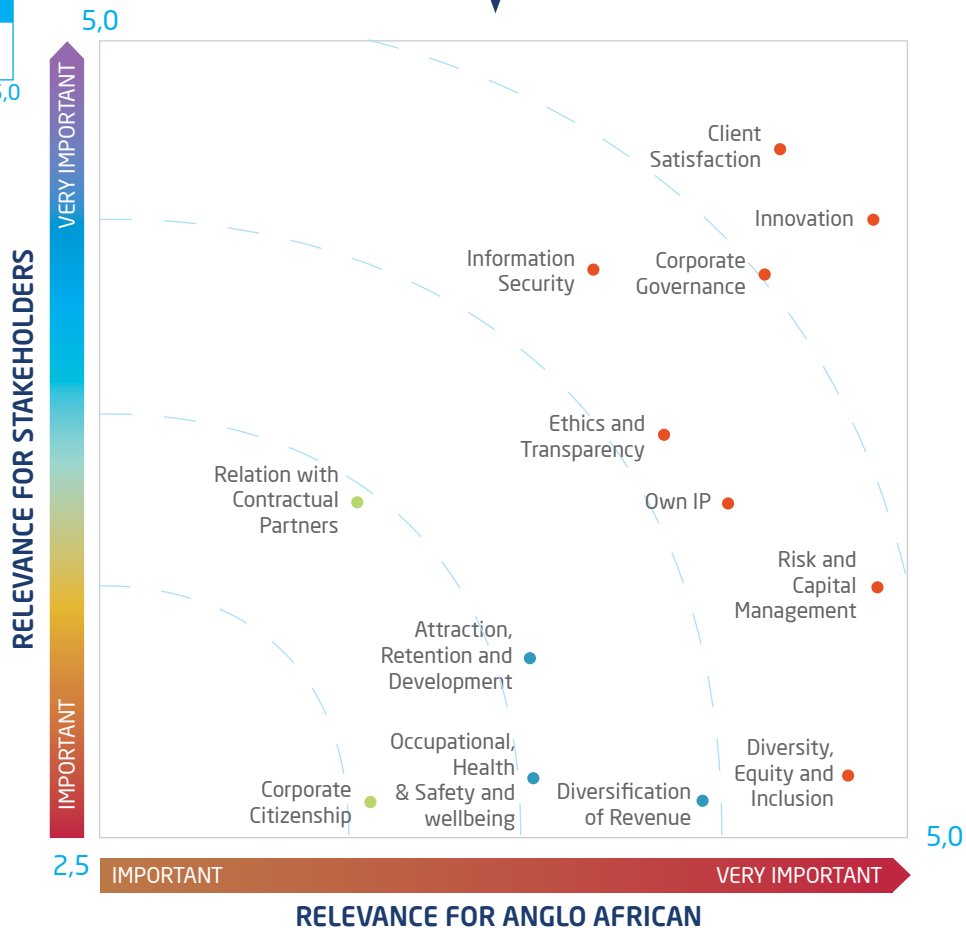 5,0
5,0
VERY IMPORTANT
IMPORTANT
RELEVANCE FOR STAKEHOLDERS
Client
Satisfaction
Innovation
Information
Security
Corporate
Governance
Ethics and
Transparency
Relation with
Contractual
Partners
Own IP
Risk and
Capital
Management
Attraction,
Retention and
Development
Occupational,
Health
& Safety and
wellbeing
Diversity,
Equity and
Inclusion
Corporate
Citizenship
Diversification
of Revenue
5,0
2,5
IMPORTANT
VERY IMPORTANT
RELEVANCE FOR ANGLO AFRICAN